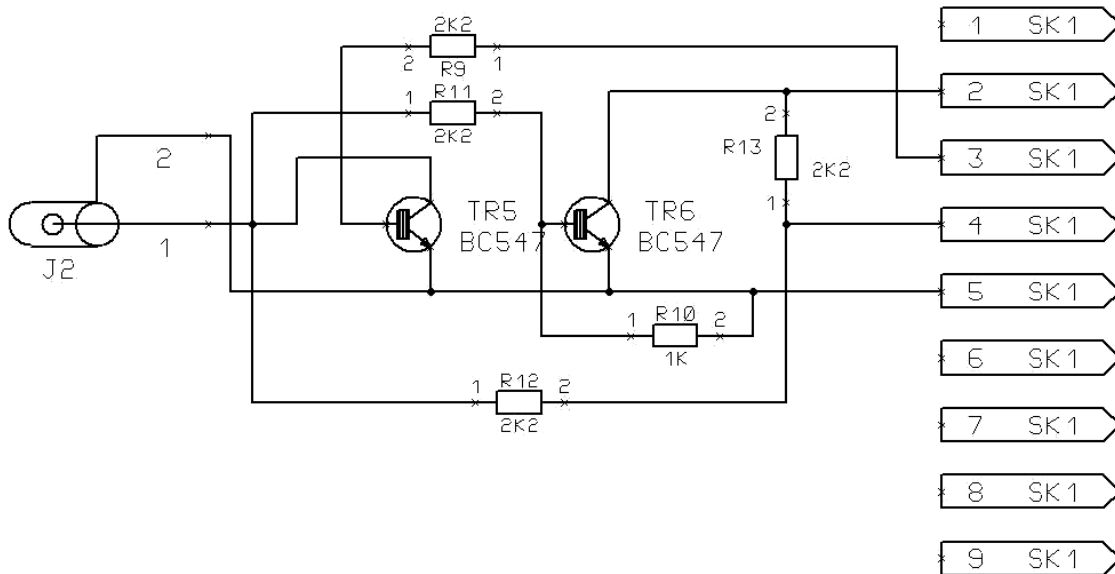 2K2
1 SK1
2 1
R9
R11
1 2
2K2
2 SK1
2
R13
2K2
1
3 SK1
2
1
J2
TR5
BC547
TR6
BC547
4 SK1
5 SK1
1 R10 2
1K
6 SK1
1 R12 2
2K2
7 SK1
8 SK1
9 SK1